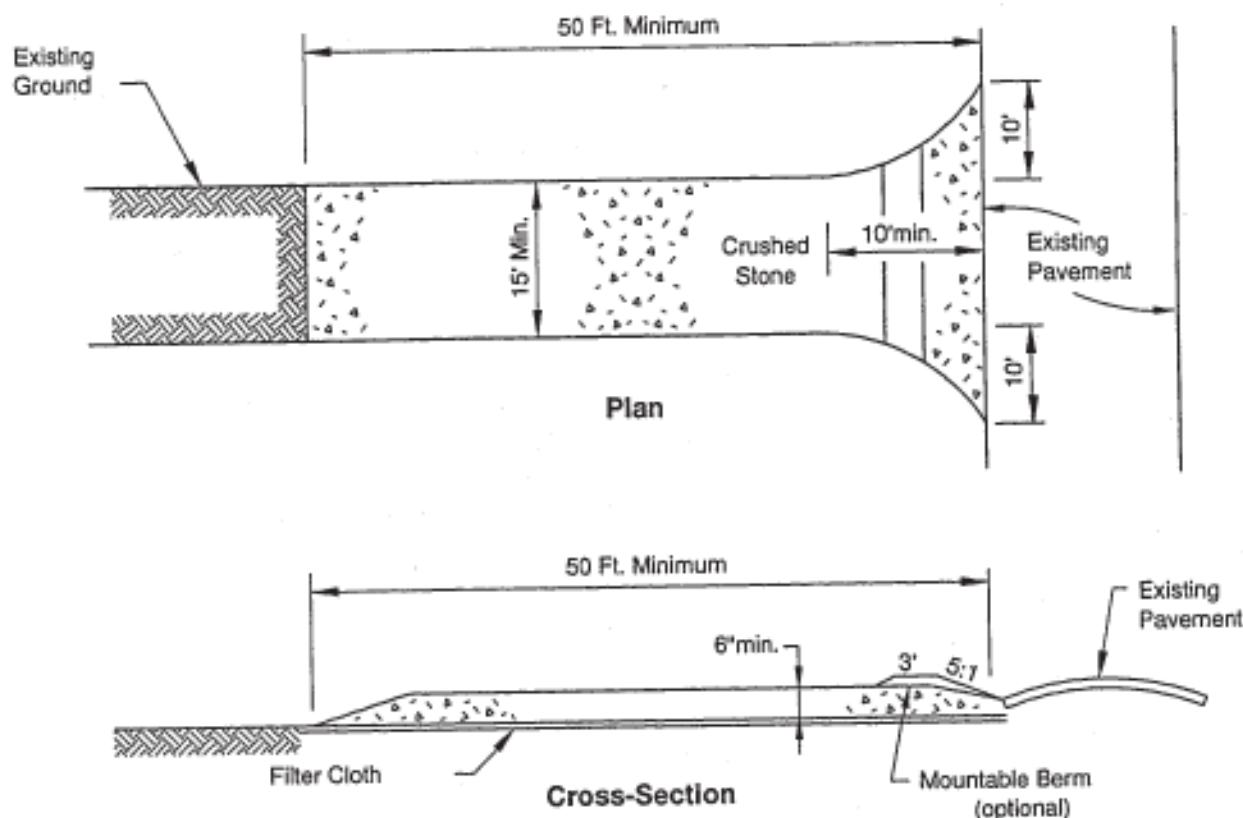 50 Ft. Minimum
Existing
Ground
10'
15' Min.
Crushed
Stone
10'min.
Existing
Pavement
10'
Plan
50 Ft. Minimum
Existing
Pavement
6"min.
3'
5:1
Filter Cloth
Mountable Berm
(optional)
Cross-Section